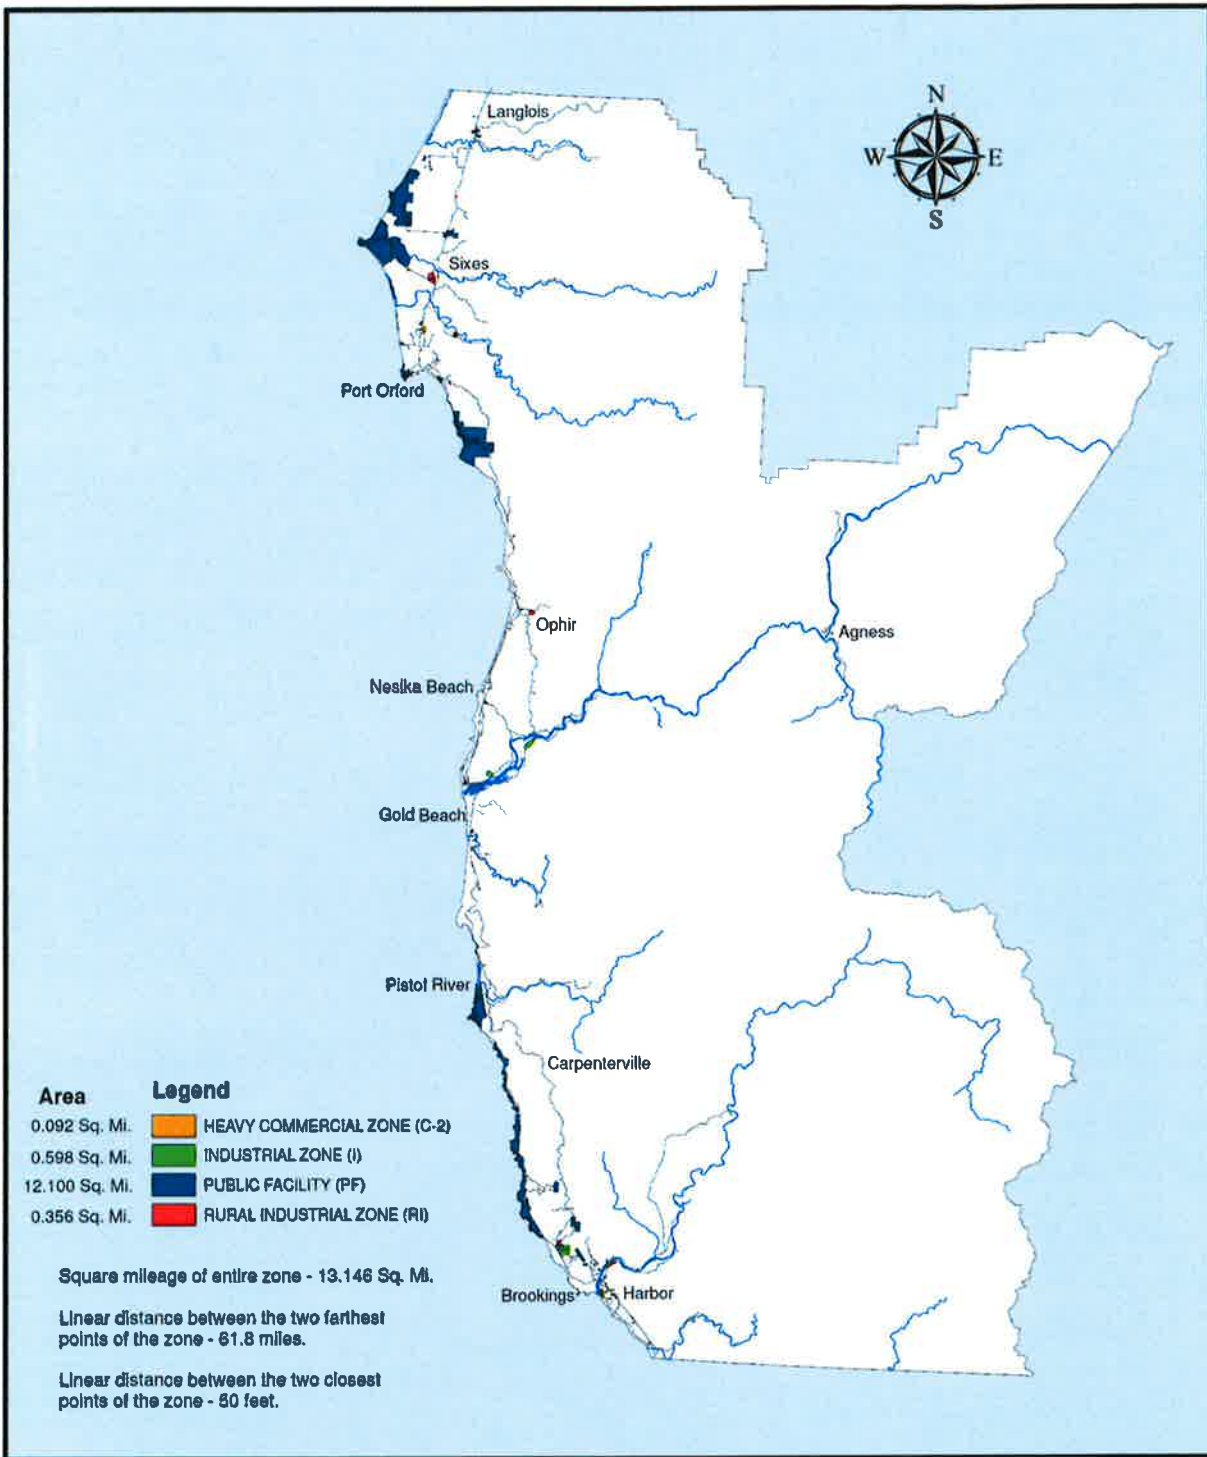 N
W
E
S
Langlois
Sixes
Port Orford
Ophir
Agness
Nesika Beach
Gold Beach
Pistol River
Carpenterville
Area
Legend
0.092 Sq. Mi.
HEAVY COMMERCIAL ZONE (C-2)
0.598 Sq. Mi.
INDUSTRIAL ZONE (I)
12.100 Sq. Mi.
PUBLIC FACILITY (PF)
0.356 Sq. Mi.
RURAL INDUSTRIAL ZONE (RI)
Square mileage of entire zone - 13.146 Sq. Mi.
Brookings
Harbor
Linear distance between the two farthest
points of the zone - 61.8 miles.
Linear distance between the two closest
points of the zone - 50 feet.